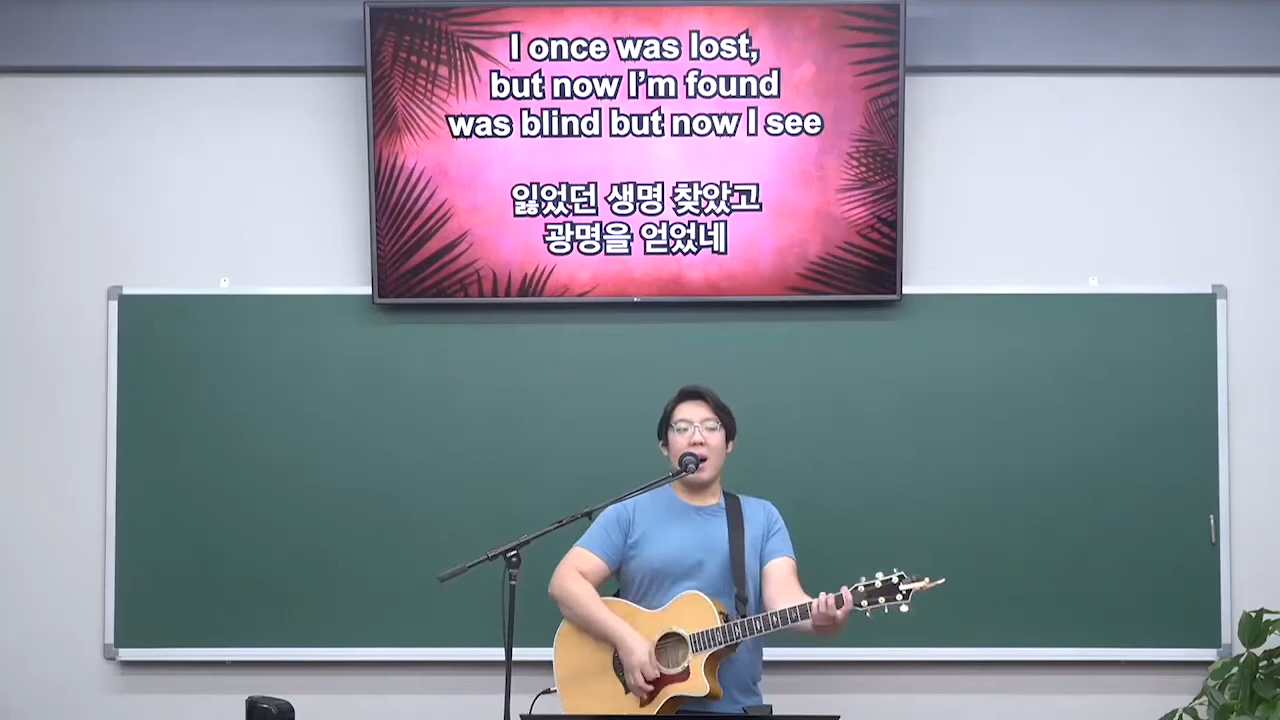 I once was lost,
but now I'm found
was blind but now I see
잃었던 생명 찾았고
광명을 얻었네